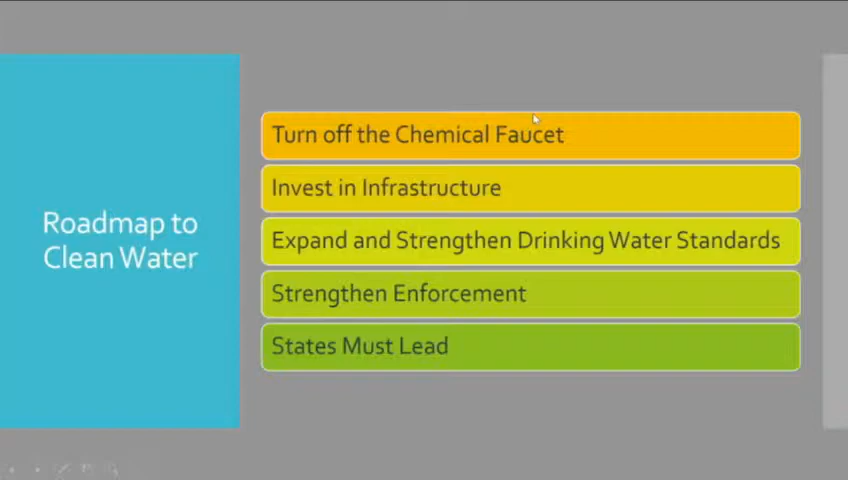 Roadmap to
Clean Water
Turn off the Chemical Faucet
Invest in Infrastructure
Expand and Strengthen Drinking Water Standards
Strengthen Enforcement
States Must Lead